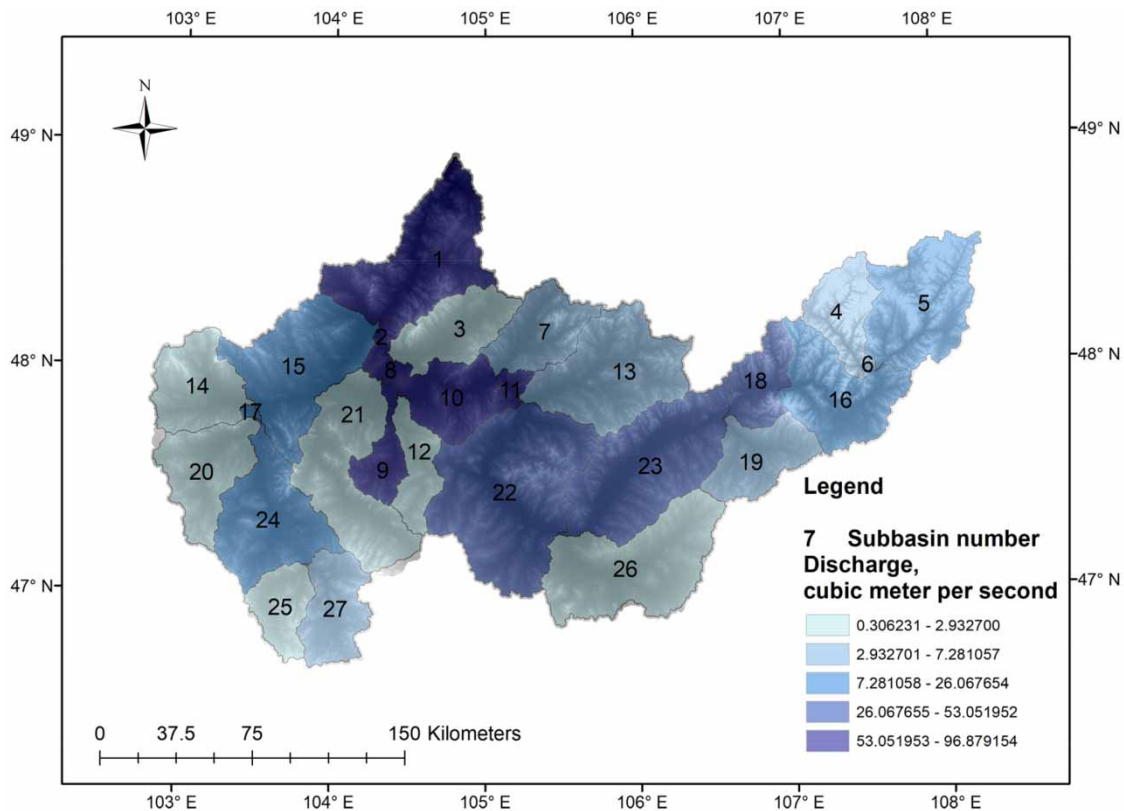 103° E 104° E 105° E 106° E 107° E 108° E
N
49° N 49° N
1
5
4
3 7
2
48° N 6 48° N
15 8 13
14 18
10 11 16
17 21
12
20 9 23 19
22
24
Legend
7 Subbasin number
Discharge,
cubic meter per second
47° N 26 47° N
25 27
0.306231 - 2.932700
2.932701 - 7.281057
7.281058 - 26.067654
26.067655 - 53.051952
53.051953 - 96.879154
0 37.5 75 150 Kilometers
103° E 104° E 105° E 106° E 107° E 108° E